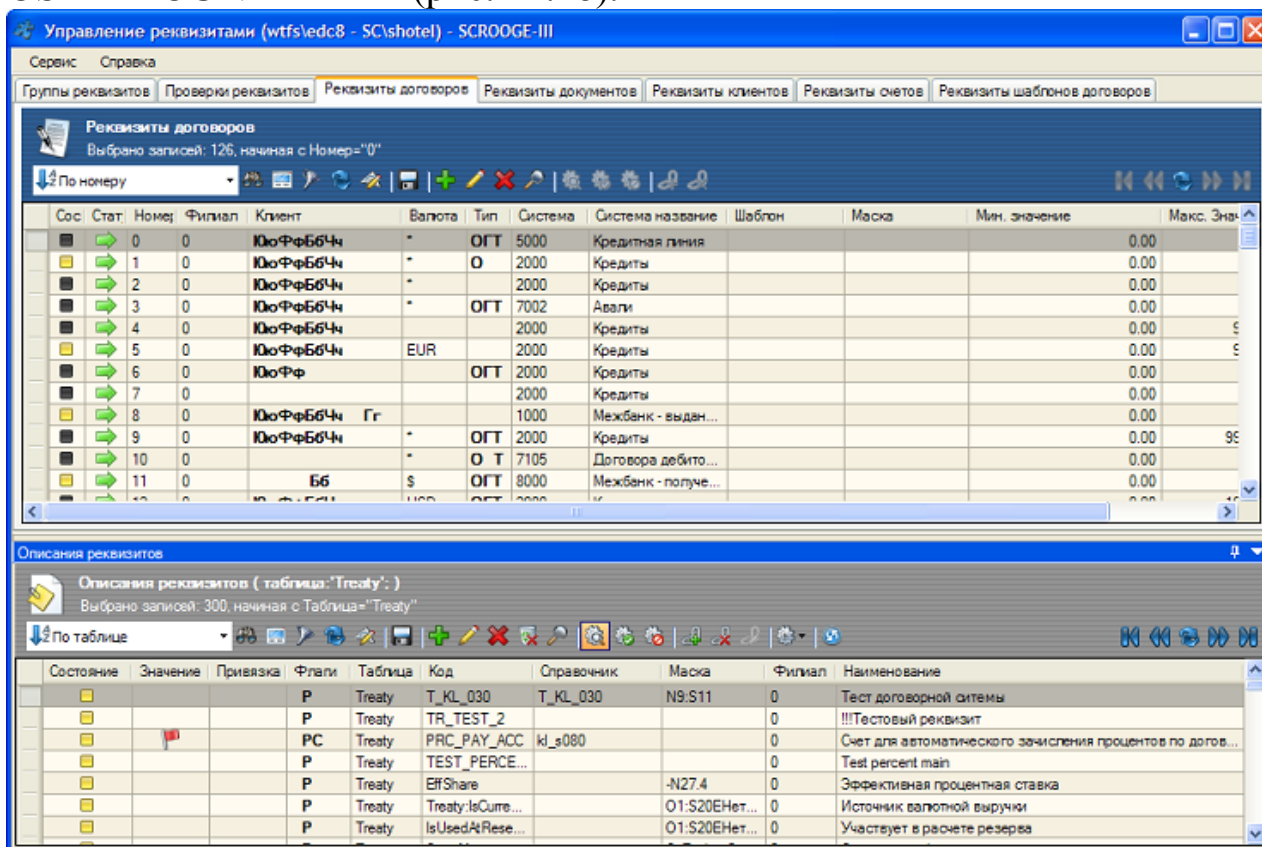 Управление реквизитами (wtfs\edc8 - SC\shotel) - SCROOGE-III
Сервис Справка
Группы реквизитов Проверки реквизитов Реквизиты договоров Реквизиты документов Реквизиты клиентов Реквизиты счетов Реквизиты шаблонов договоров
Реквизиты договоров
Выбрано записей: 126, начиная с Номер="0"
По номеру
Сос Стат Номер Филиал Клиент Валюта Тип Система Система название Шаблон Маска Мин. значение Макс. Знач
0 0 ЮюФфБбЧч * ОГТ 5000 Кредитная линия 0.00
1 0 ЮюФфБбЧч * О 2000 Кредиты 0.00
2 0 ЮюФфБбЧч * 2000 Кредиты 0.00
3 0 ЮюФфБбЧч * ОГТ 7002 Авали 0.00
4 0 ЮюФфБбЧч 2000 Кредиты 0.00 9
5 0 ЮюФфБбЧч EUR 2000 Кредиты 0.00 9
6 0 ЮюФф ОГТ 2000 Кредиты 0.00
7 0 2000 Кредиты 0.00
8 0 ЮюФфБбЧч Гг 1000 Межбанк - выдан... 0.00
9 0 ЮюФфБбЧч * ОГТ 2000 Кредиты 0.00 99
10 0 * О Т 7105 Договора дебито... 0.00
11 0 Бб $ ОГТ 8000 Межбанк - получе... 0.00
Описания реквизитов
Описания реквизитов ( таблица:'Treaty'; )
Выбрано записей: 300, начиная с Таблица="Treaty"
По таблице
Состояние Значение Привязка Флаги Таблица Код Справочник Маска Филиал Наименование
P Treaty T_KL_030 T_KL_030 N9:S11 0 Тест договорной ситемы
P Treaty TR_TEST_2 0 !!!Тестовый реквизит
PC Treaty PRC_PAY_ACC kl_s080 0 Счет для автоматического зачисления процентов по догов...
P Treaty TEST_PERCE... 0 Test percent main
P Treaty EffShare -N27.4 0 Эффективная процентная ставка
P Treaty Treaty:IsCurre... O1:S20EНет... 0 Источник валютной выручки
P Treaty IsUsedAtRese... O1:S20EНет... 0 Участвует в расчете резерва